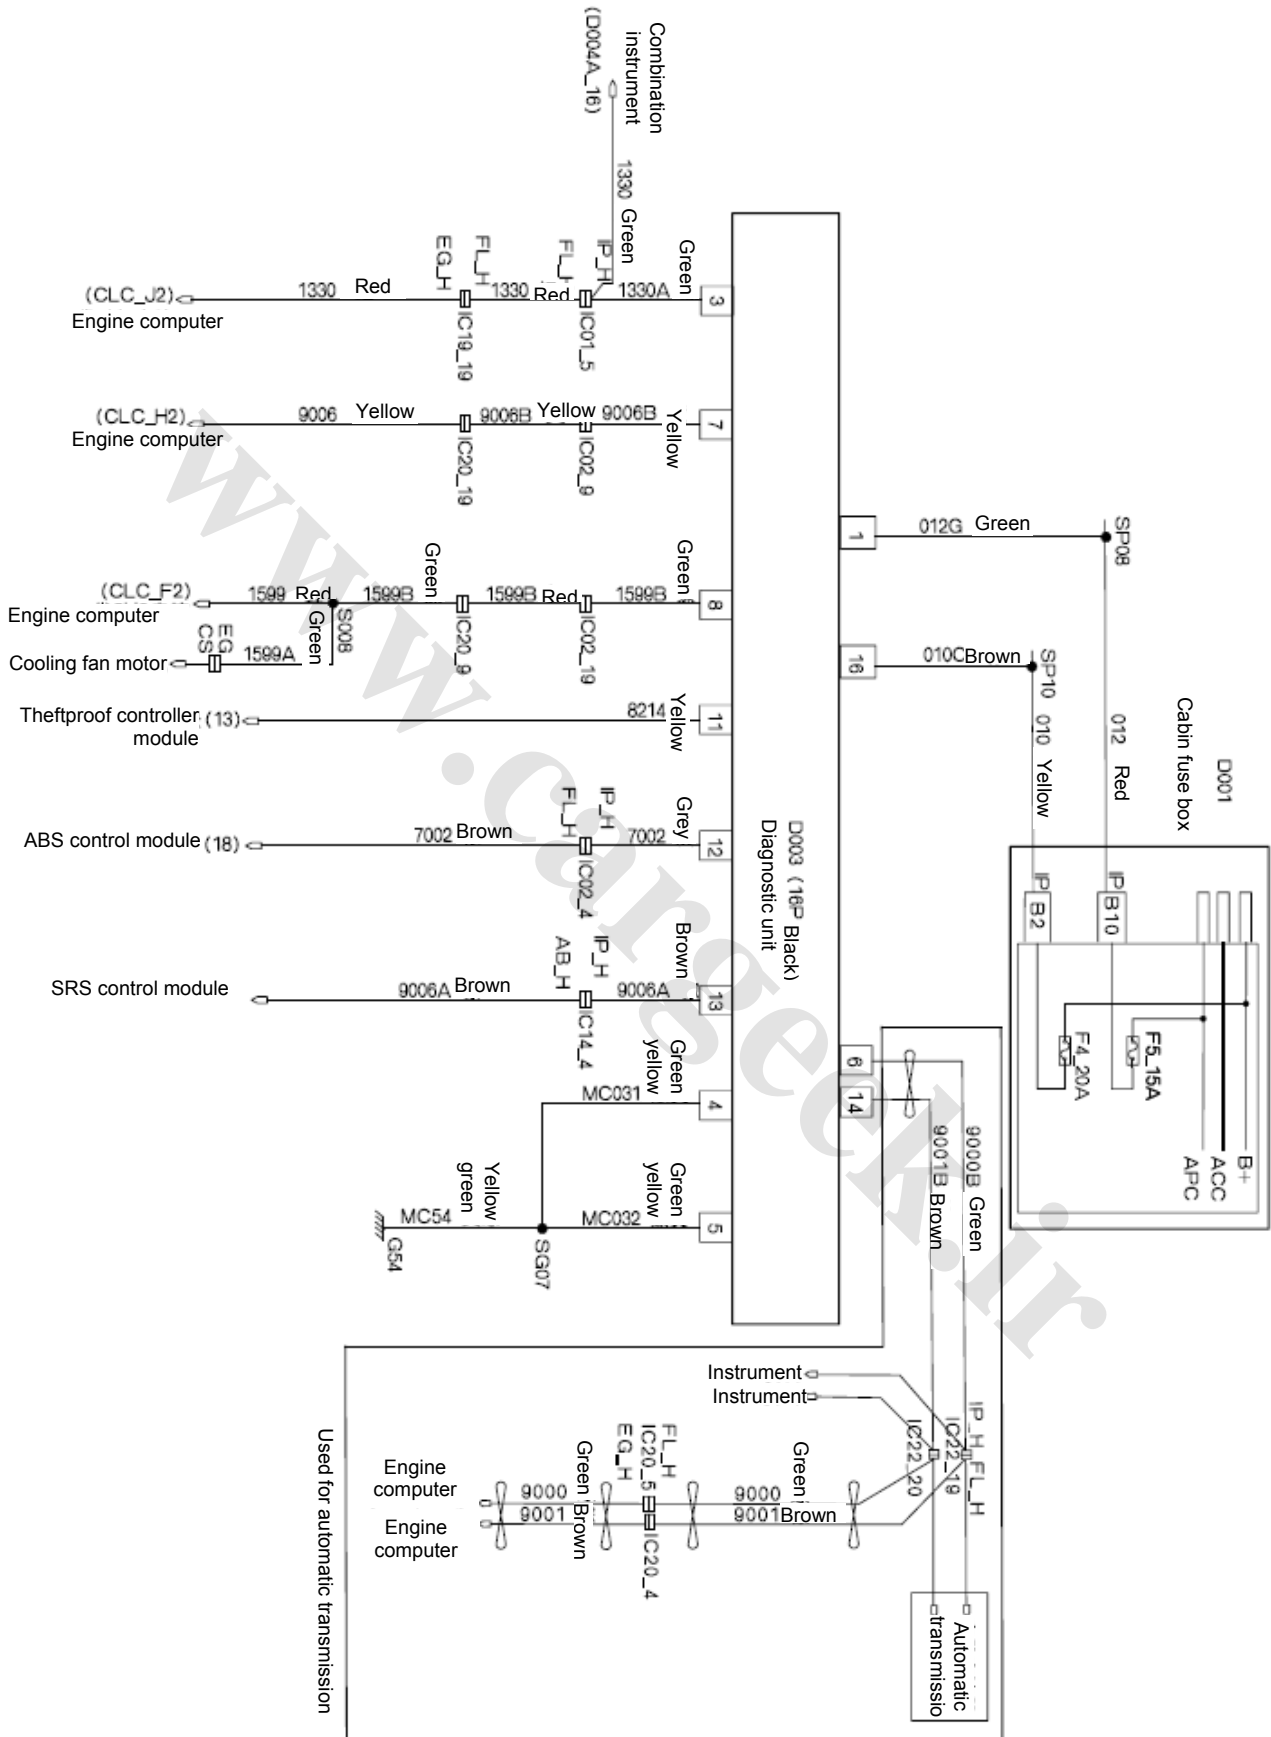 Combination
instrument
(D004A_16)
1330
Green
Green
IP_H
FL_H
EG_H
(CLC_J2)
1330
Red
1330
Red
1330A
3
Engine computer
IC19_19
IC01_5
(CLC_H2)
9006
Yellow
9006B
Yellow
9006B
Yellow
7
Engine computer
IC20_19
IC02_9
1
012G
Green
SP08
Green
Green
(CLC_F2)
1599
Red
1599B
1599B
Red
1599B
8
Engine computer
S008
Green
IC20_9
IC02_19
EG
CS
Cooling fan motor
1599A
16
010C
Brown
SP10
Theftproof controller
module
(13)
8214
Yellow
11
010
Yellow
012
Red
Cabin fuse box
D001
IP_H
FL_H
ABS control module
(18)
7002
Brown
7002
Grey
12
IC02_4
D003 (16P Black)
Diagnostic unit
IP
B2
IP
B10
IP_H
AB_H
SRS control module
9006A
Brown
9006A
Brown
13
IC14_4
F4_20A
F5_15A
B+
ACC
APC
6
14
MC031
Green
yellow
4
9001B
Brown
9000B
Green
MC54
Yellow
green
MC032
Green
yellow
5
G54
SG07
Instrument
Instrument
IP_H FL_H
IC22_19
IC22_20
Used for automatic transmission
FL_H
IC20_5
EG_H
Green
Green
Engine
computer
9000
9000
9001
Brown
9001
Brown
Engine
computer
IC20_4
Automatic
transmissio
www.cargeek.ir